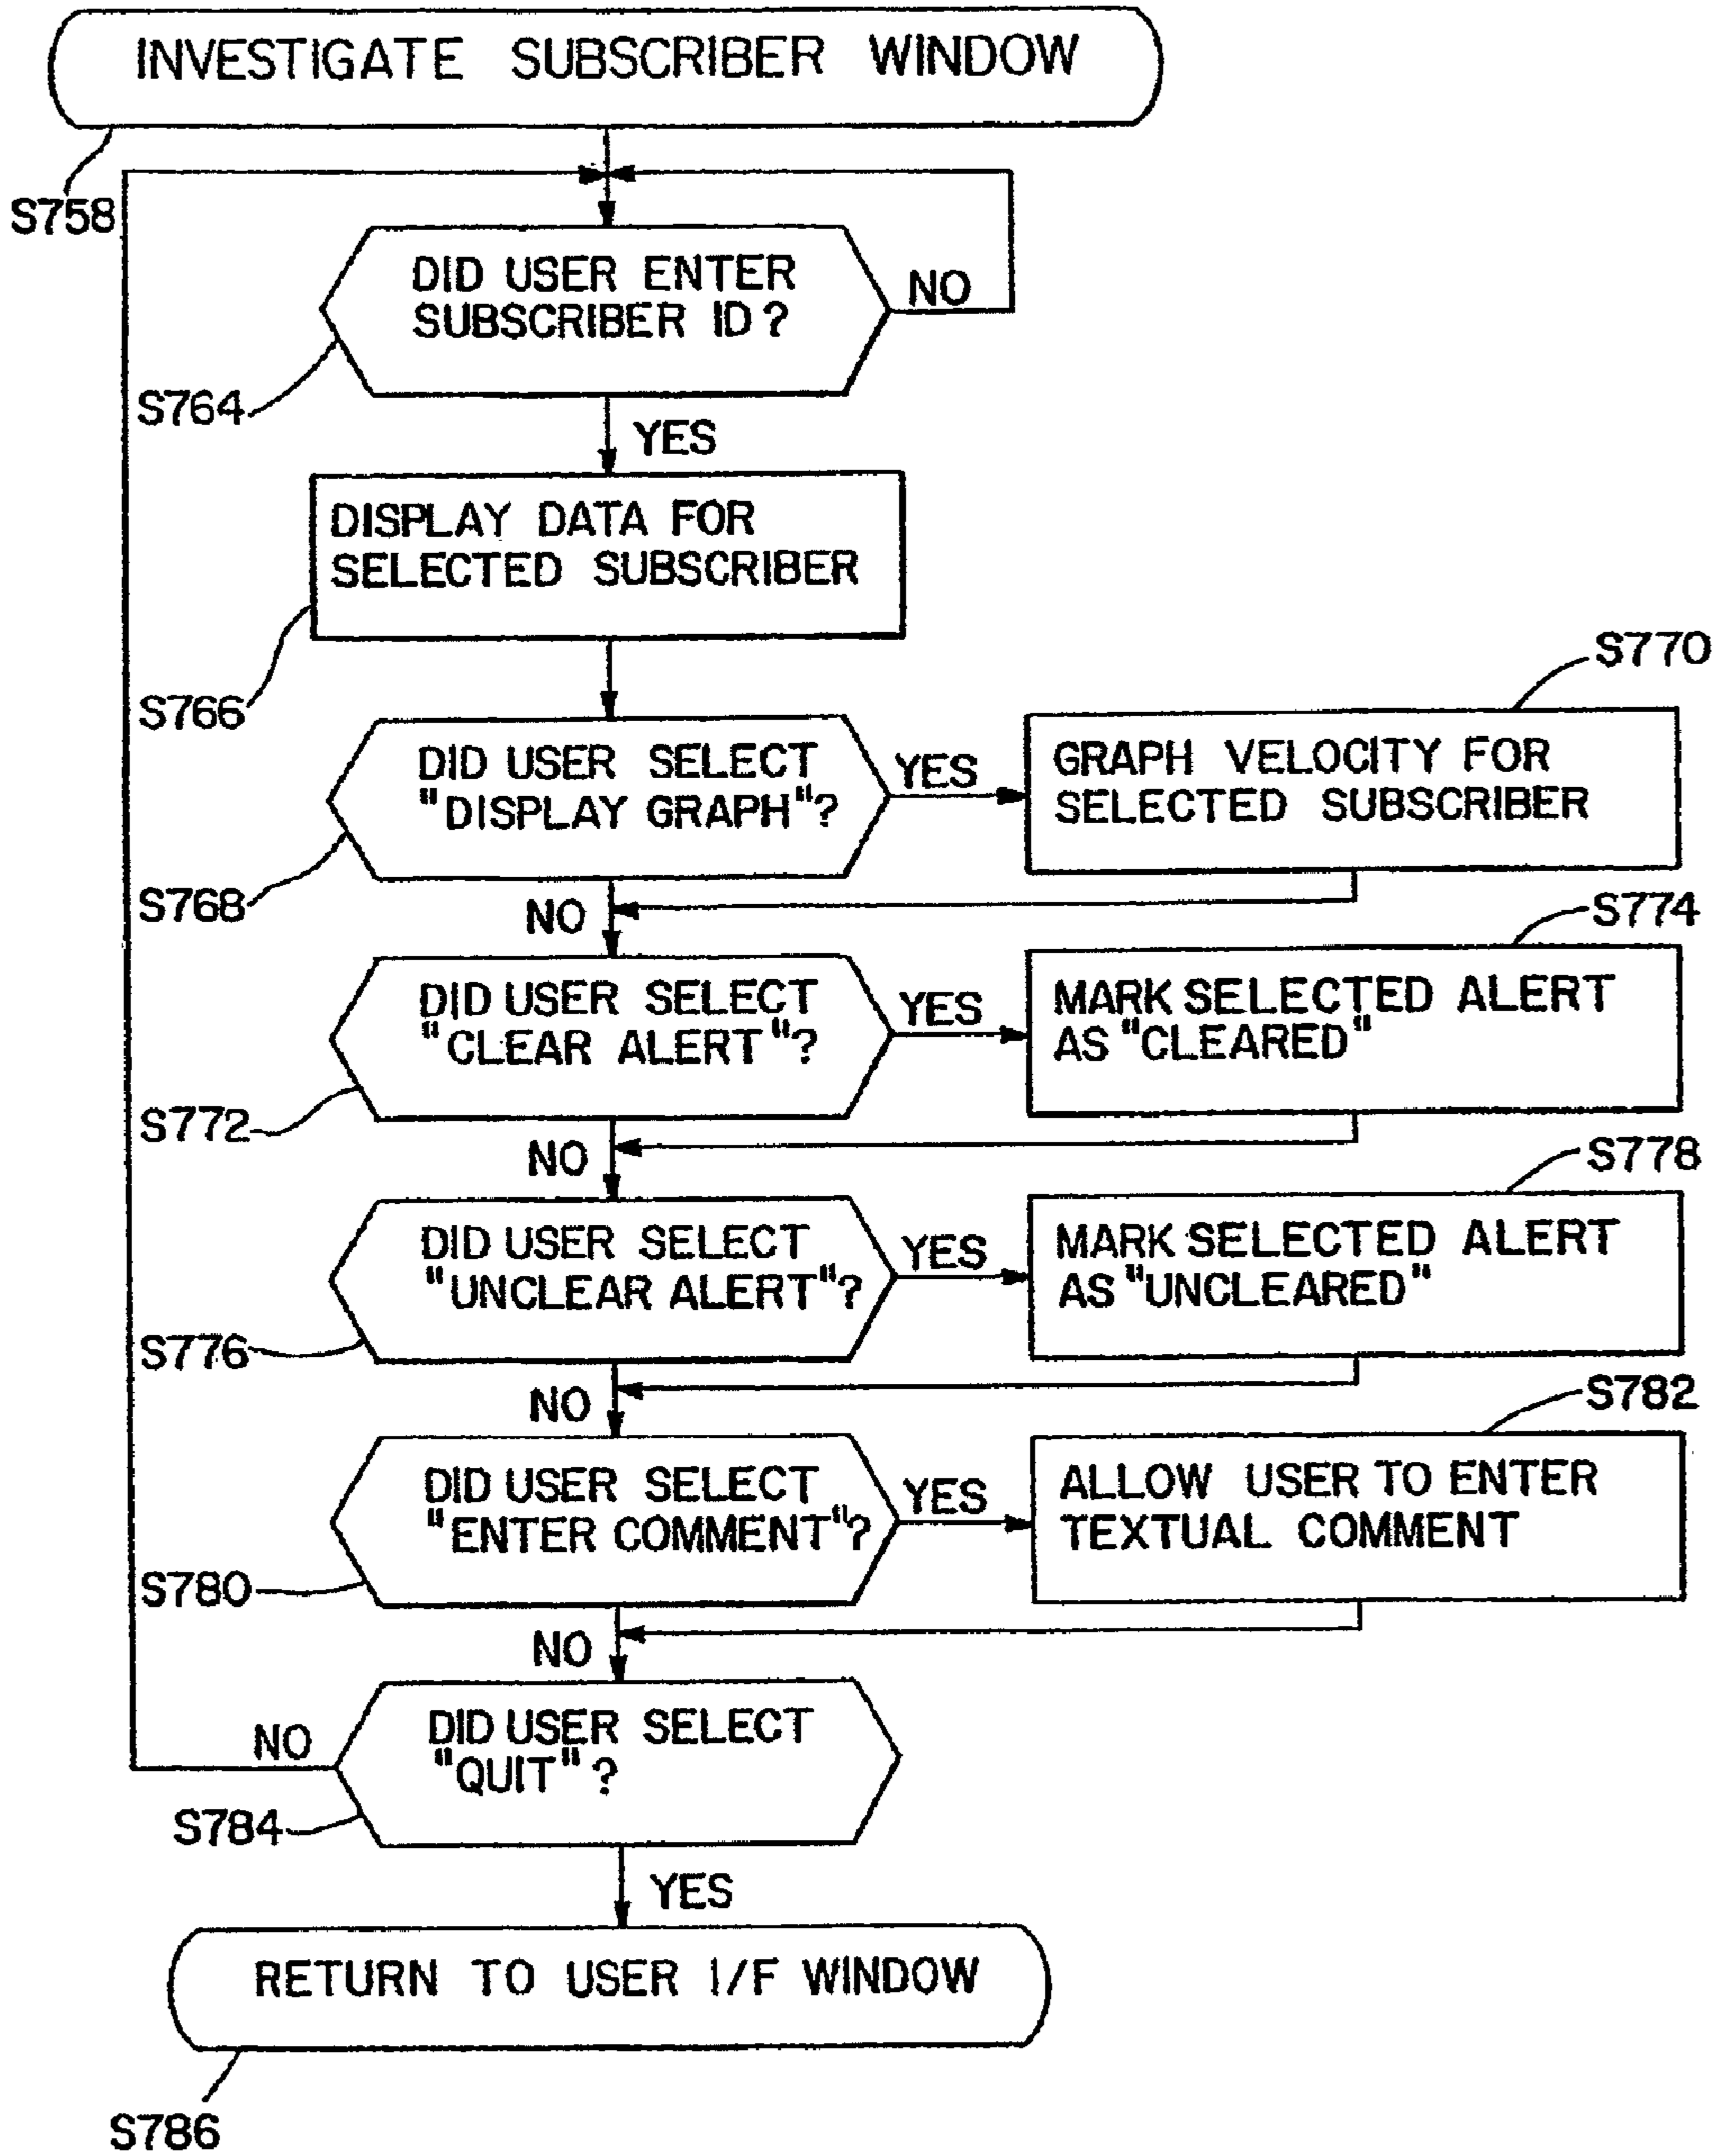 INVESTIGATE SUBSCRIBER WINDOW
S758
DID USER ENTER
SUBSCRIBER ID?
NO
S764
YES
DISPLAY DATA FOR
SELECTED SUBSCRIBER
S766
DID USER SELECT
"DISPLAY GRAPH"?
YES
S768
S770
GRAPH VELOCITY FOR
SELECTED SUBSCRIBER
NO
DID USER SELECT
"CLEAR ALERT"?
YES
S772
S774
MARK SELECTED ALERT
AS "CLEARED"
NO
DID USER SELECT
"UNCLEAR ALERT"?
YES
S776
S778
MARK SELECTED ALERT
AS "UNCLEARED"
NO
DID USER SELECT
"ENTER COMMENT"?
YES
S780
S782
ALLOW USER TO ENTER
TEXTUAL COMMENT
NO
DID USER SELECT
"QUIT"?
NO
S784
YES
RETURN TO USER I/F WINDOW
S786